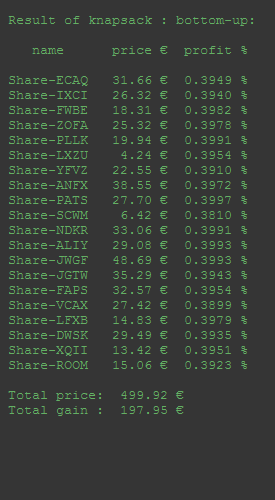 Result of knapsack : bottom-up:
name price € profit %
Share-ECAQ 31.66 € 0.3949 %
Share-IXCI 26.32 € 0.3940 %
Share-FWBE 18.31 € 0.3982 %
Share-ZOFA 25.32 € 0.3978 %
Share-PLLK 19.94 € 0.3991 %
Share-LXZU 4.24 € 0.3954 %
Share-YFVZ 22.55 € 0.3910 %
Share-ANFX 38.55 € 0.3972 %
Share-PATS 27.70 € 0.3997 %
Share-SCWM 6.42 € 0.3810 %
Share-NDKR 33.06 € 0.3991 %
Share-ALIY 29.08 € 0.3993 %
Share-JWGF 48.69 € 0.3993 %
Share-JGTW 35.29 € 0.3943 %
Share-FAPS 32.57 € 0.3954 %
Share-VCAX 27.42 € 0.3899 %
Share-LFXB 14.83 € 0.3979 %
Share-DWSK 29.49 € 0.3935 %
Share-XQII 13.42 € 0.3951 %
Share-ROOM 15.06 € 0.3923 %
Total price: 499.92 €
Total gain : 197.95 €